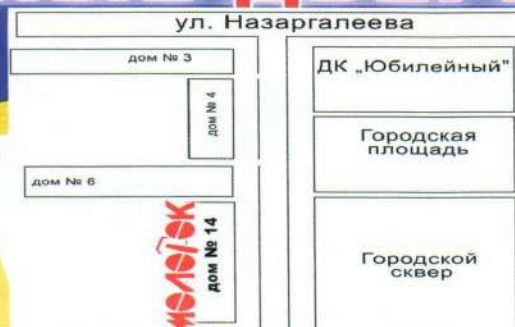 ул. Назаргалеева
дом № 3
ДК „Юбилейный"
дом № 4
Городская
площадь
дом № 6
МОЛОТОК
дом № 14
Городской
сквер